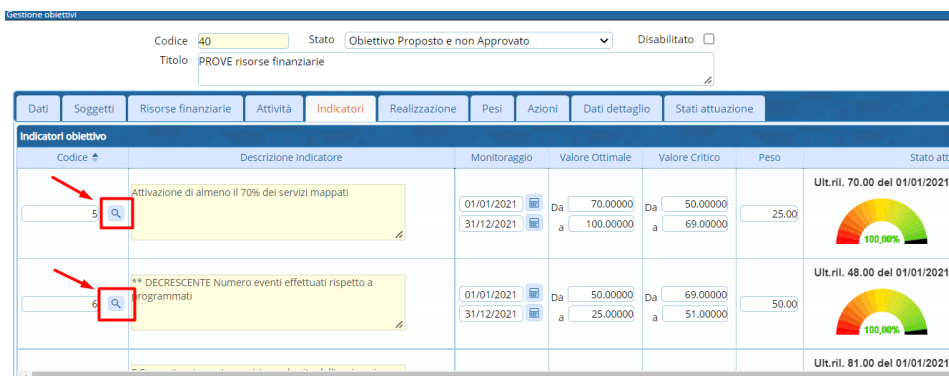 Gestione obiettivi
Codice 40 Stato Obiettivo Proposto e non Approvato Disabilitato
Titolo PROVE risorse finanziarie
Dati Soggetti Risorse finanziarie Attività Indicatori Realizzazione Pesi Azioni Dati dettaglio Stati attuazione
Indicatori obiettivo
Codice Descrizione Indicatore Monitoraggio Valore Ottimale Valore Critico Peso Stato att
Ult.ril. 70.00 del 01/01/2021
Attivazione di almeno il 70% dei servizi mappati
01/01/2021 Da 70.00000 Da 50.00000
5 25.00
31/12/2021 a 100.00000 a 69.00000
100,00%
Ult.ril. 48.00 del 01/01/2021
** DECRESCENTE Numero eventi effettuati rispetto a
programmati
01/01/2021 Da 50.00000 Da 69.00000
6 50.00
31/12/2021 a 25.00000 a 51.00000
100,00%
Ult.ril. 81.00 del 01/01/2021